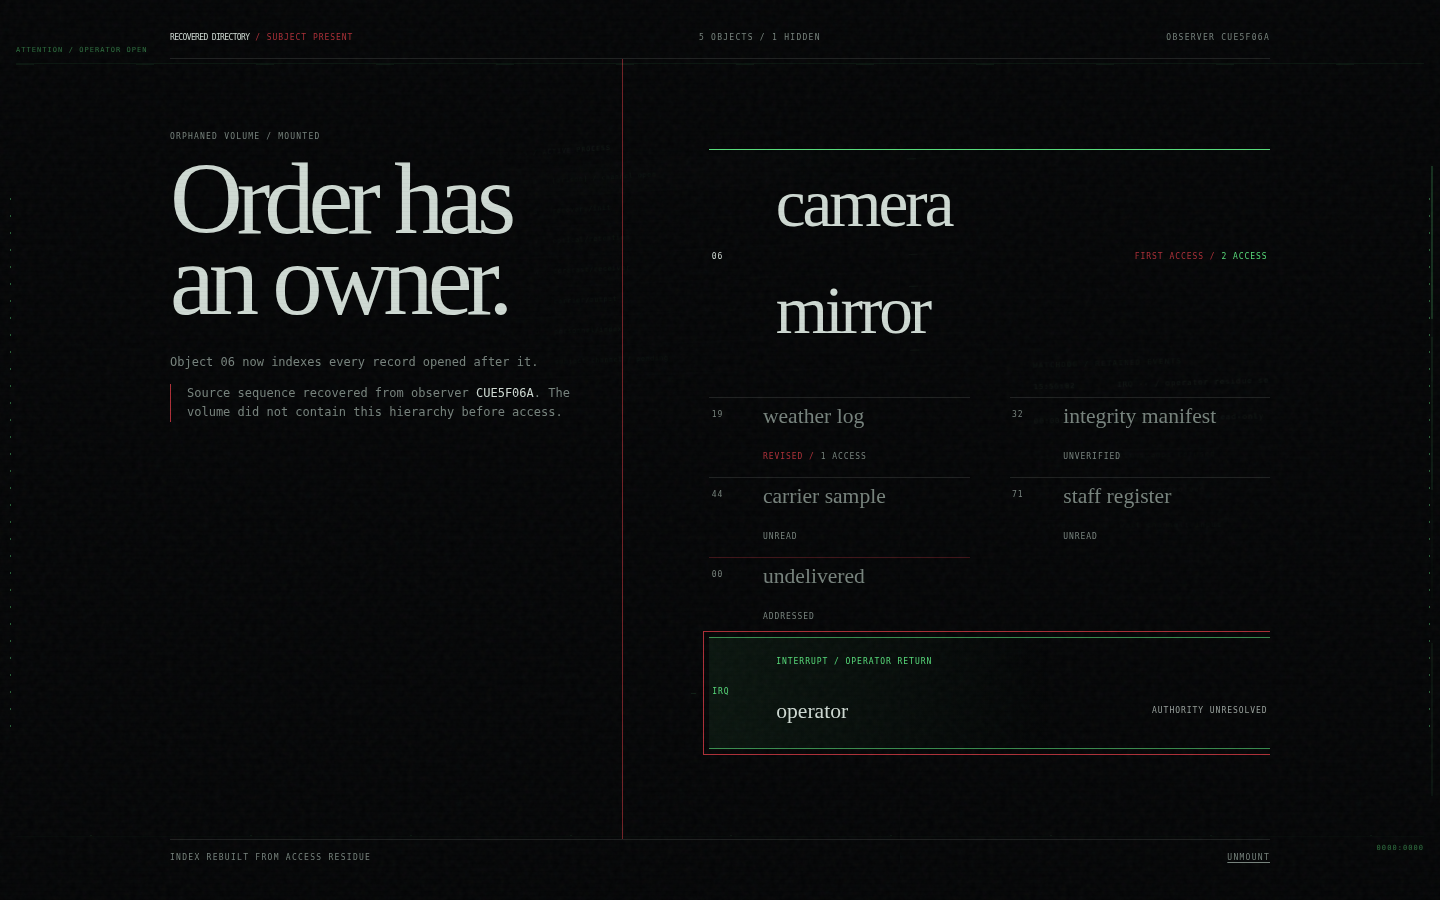 RECOVERED DIRECTORY / SUBJECT PRESENT
5 OBJECTS / 1 HIDDEN
OBSERVER CUE5F06A
ATTENTION / OPERATOR OPEN
ORPHANED VOLUME / MOUNTED
Order has
an owner.
Object 06 now indexes every record opened after it.
Source sequence recovered from observer CUE5F06A. The
volume did not contain this hierarchy before access.
camera
06
FIRST ACCESS / 2 ACCESS
mirror
19
weather log
REVISED / 1 ACCESS
32
integrity manifest
UNVERIFIED
44
carrier sample
UNREAD
71
staff register
UNREAD
00
undelivered
ADDRESSED
INTERRUPT / OPERATOR RETURN
IRQ
operator
AUTHORITY UNRESOLVED
INDEX REBUILT FROM ACCESS RESIDUE
UNMOUNT
0000:0000